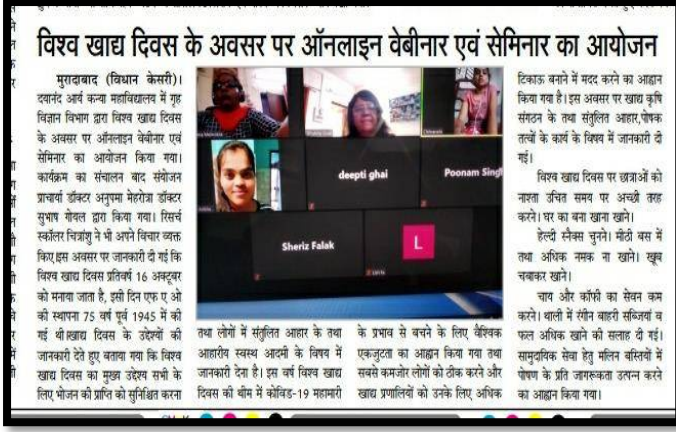 विश्व खाद्य दिवस के अवसर पर ऑनलाइन वेबीनार एवं सेमिनार का आयोजन
मुरादाबाद (विधान केसरी)।
दयानंद आर्य कन्या महाविद्यालय में गृह
विज्ञान विभाग द्वारा विश्व खाद्य दिवस
के अवसर पर ऑनलाइन वेबीनार एवं
सेमिनार का आयोजन किया गया।
कार्यक्रम का संचालन बाद संयोजन
प्राचार्या डॉक्टर अनुपमा मेहरोत्रा डॉक्टर
सुभाष गोयल द्वारा किया गया। रिसर्च
स्कॉलर चित्रांशु ने भी अपने विचार व्यक्त
किए,इस अवसर पर जानकारी दी गई कि
विश्व खाद्य दिवस प्रतिवर्ष 16 अक्टूबर
को मनाया जाता है, इसी दिन एफ ए ओ
की स्थापना 75 वर्ष पूर्व 1945 में की
गई थी।खाद्य दिवस के उद्देश्यों की
जानकारी देते हुए बताया गया कि विश्व
खाद्य दिवस का मुख्य उद्देश्य सभी के
लिए भोजन की प्राप्ति को सुनिश्चित करना
deepti ghai
Poonam Singh
Sheriz Falak
L
तथा लोगों में संतुलित आहार के तथा
आहारीय स्वस्थ आदमी के विषय में
जानकारी देना है। इस वर्ष विश्व खाद्य
दिवस की थीम में कोविड-19 महामारी
के प्रभाव से बचने के लिए वैश्विक
एकजुटता का आह्वान किया गया तथा
सबसे कमजोर लोगों को ठीक करने और
खाद्य प्रणालियों को उनके लिए अधिक
टिकाऊ बनाने में मदद करने का आह्वान
किया गया है। इस अवसर पर खाद्य कृषि
संगठन के तथा संतुलित आहार,पोषक
तत्वों के कार्य के विषय में जानकारी दी
गई।
विश्व खाद्य दिवस पर छात्राओं को
नाश्ता उचित समय पर अच्छी तरह
करने। घर का बना खाना खाने।
हेल्दी स्नैक्स चुनने। मीठी बस में
तथा अधिक नमक ना खाने। खूब
चबाकर खाने।
चाय और कॉफी का सेवन कम
करने। थाली में रंगीन बाहरी सब्जियां व
फल अधिक खाने की सलाह दी गई।
सामुदायिक सेवा हेतु मलिन बस्तियों में
पोषण के प्रति जागरूकता उत्पन्न करने
का आह्वान किया गया।